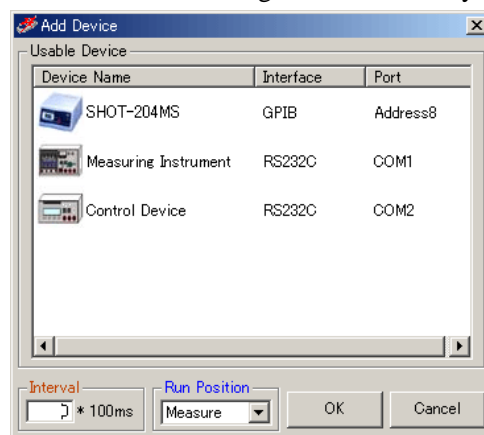 Add Device
Usable Device
Device Name Interface Port
SHOT-204MS GPIB Address8
Measuring Instrument RS232C COM1
Control Device RS232C COM2
Interval Run Position
* 100ms Measure OK Cancel